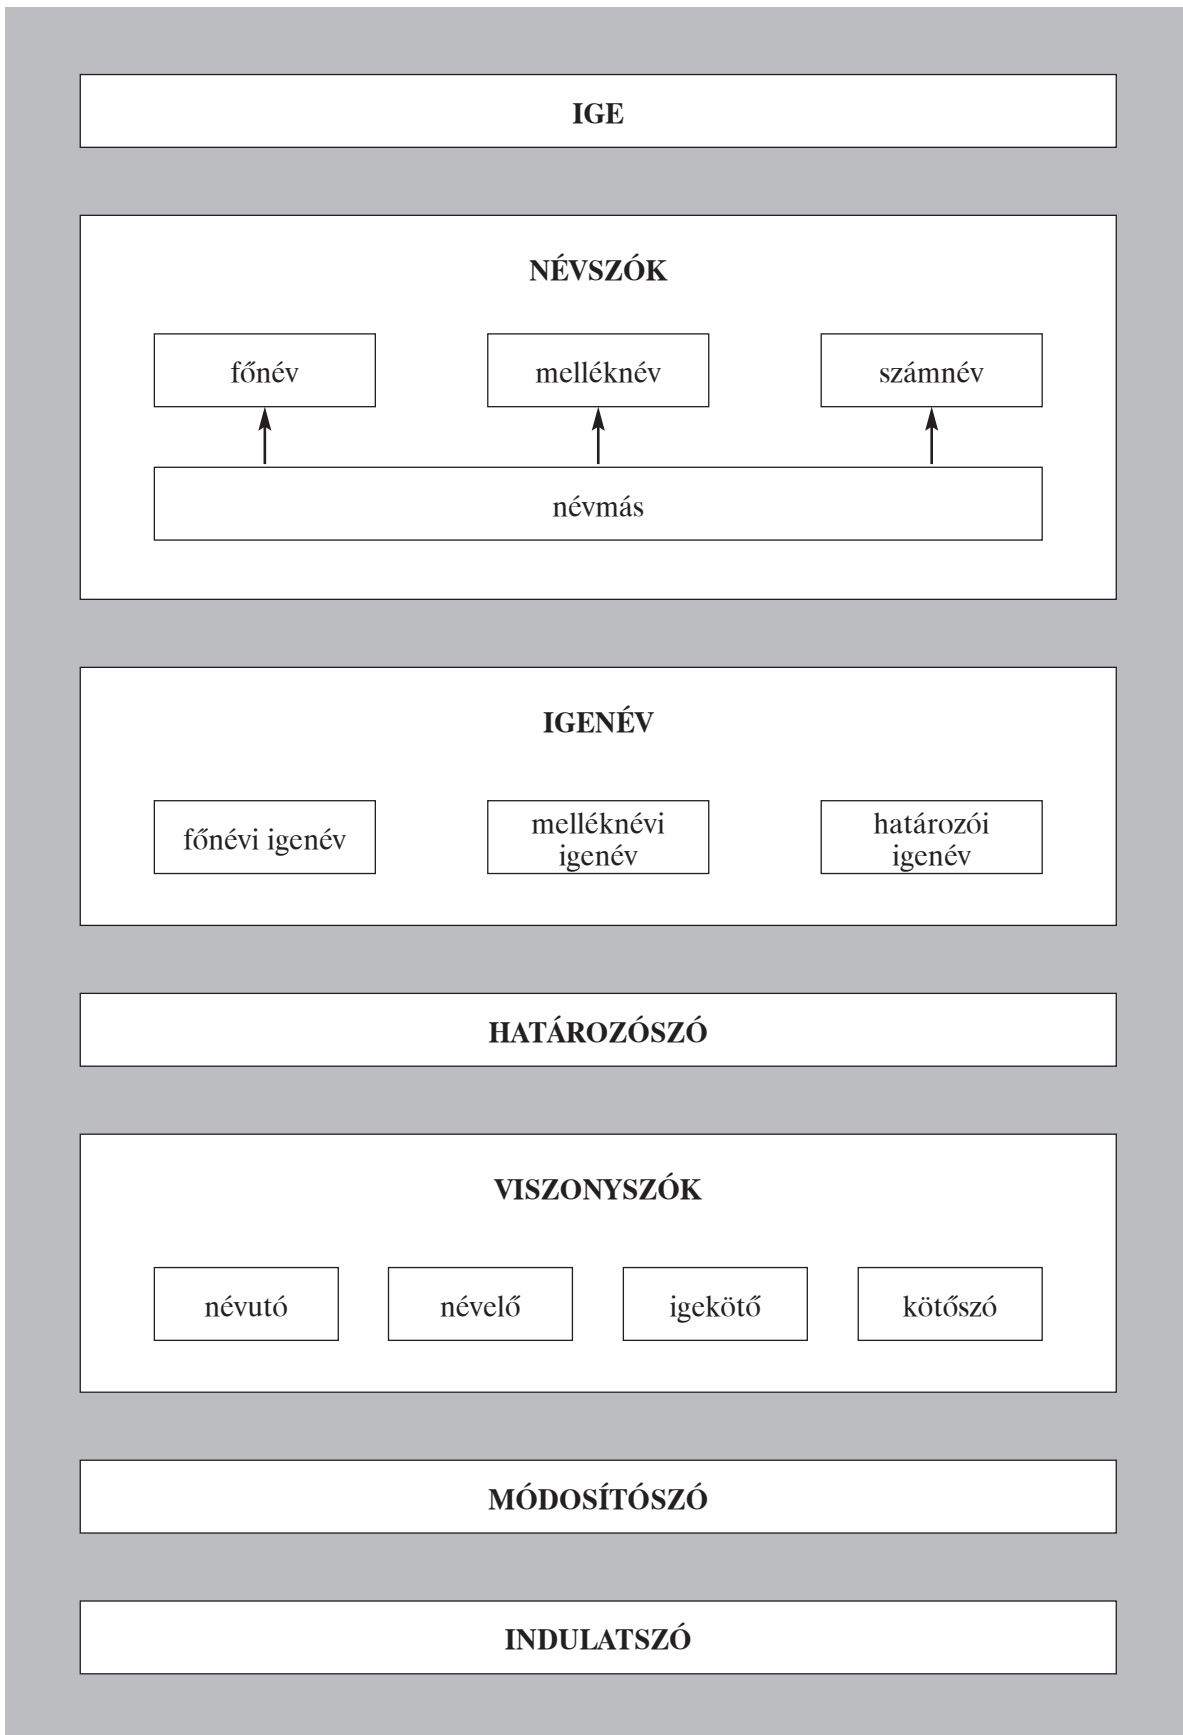 IGE
NÉVSZÓK
főnév
melléknév
számnév
névmás
IGENÉV
főnévi igenév
melléknévi
igenév
határozói
igenév
HATÁROZÓSZÓ
VISZONYSZÓK
névutó
névelő
igekötő
kötőszó
MÓDOSÍTÓSZÓ
INDULATSZÓ